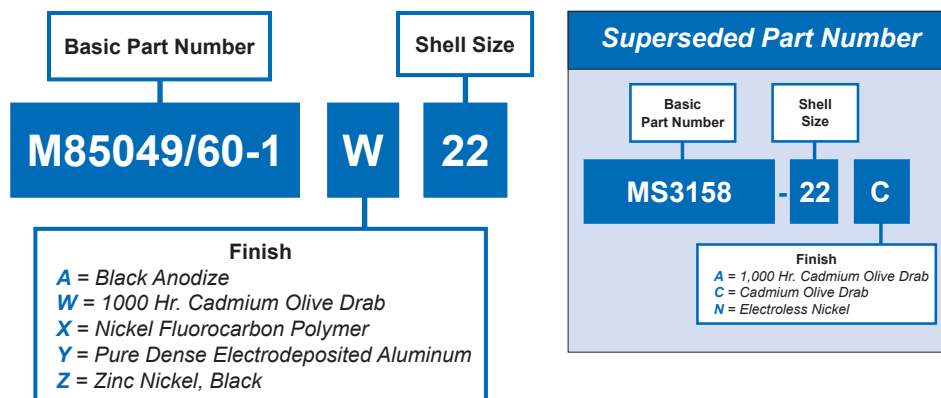 Basic Part Number
Shell Size
M85049/60-1 W 22
Finish
A = Black Anodize
W = 1000 Hr. Cadmium Olive Drab
X = Nickel Fluorocarbon Polymer
Y = Pure Dense Electrodeposited Aluminum
Z = Zinc Nickel, Black
Superseded Part Number
Basic
Part Number
Shell
Size
MS3158 - 22 C
Finish
A = 1,000 Hr. Cadmium Olive Drab
C = Cadmium Olive Drab
N = Electroless Nickel